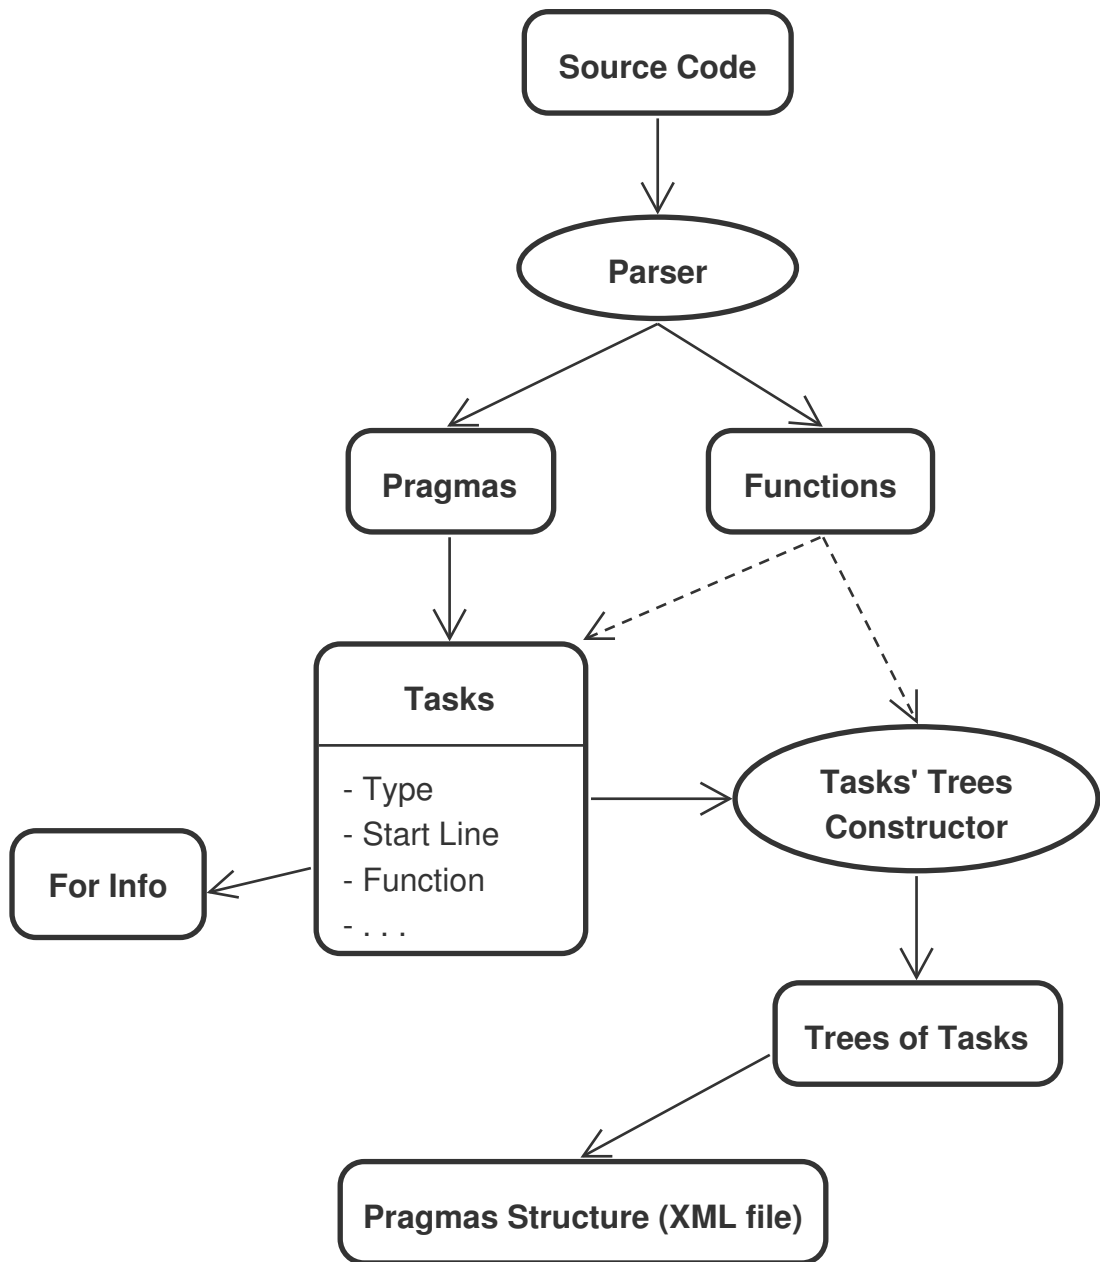 Source Code
Parser
Pragmas
Functions
Tasks
- Type
- Start Line
- Function
- . . .
Tasks' Trees
Constructor
For Info
Trees of Tasks
Pragmas Structure (XML file)